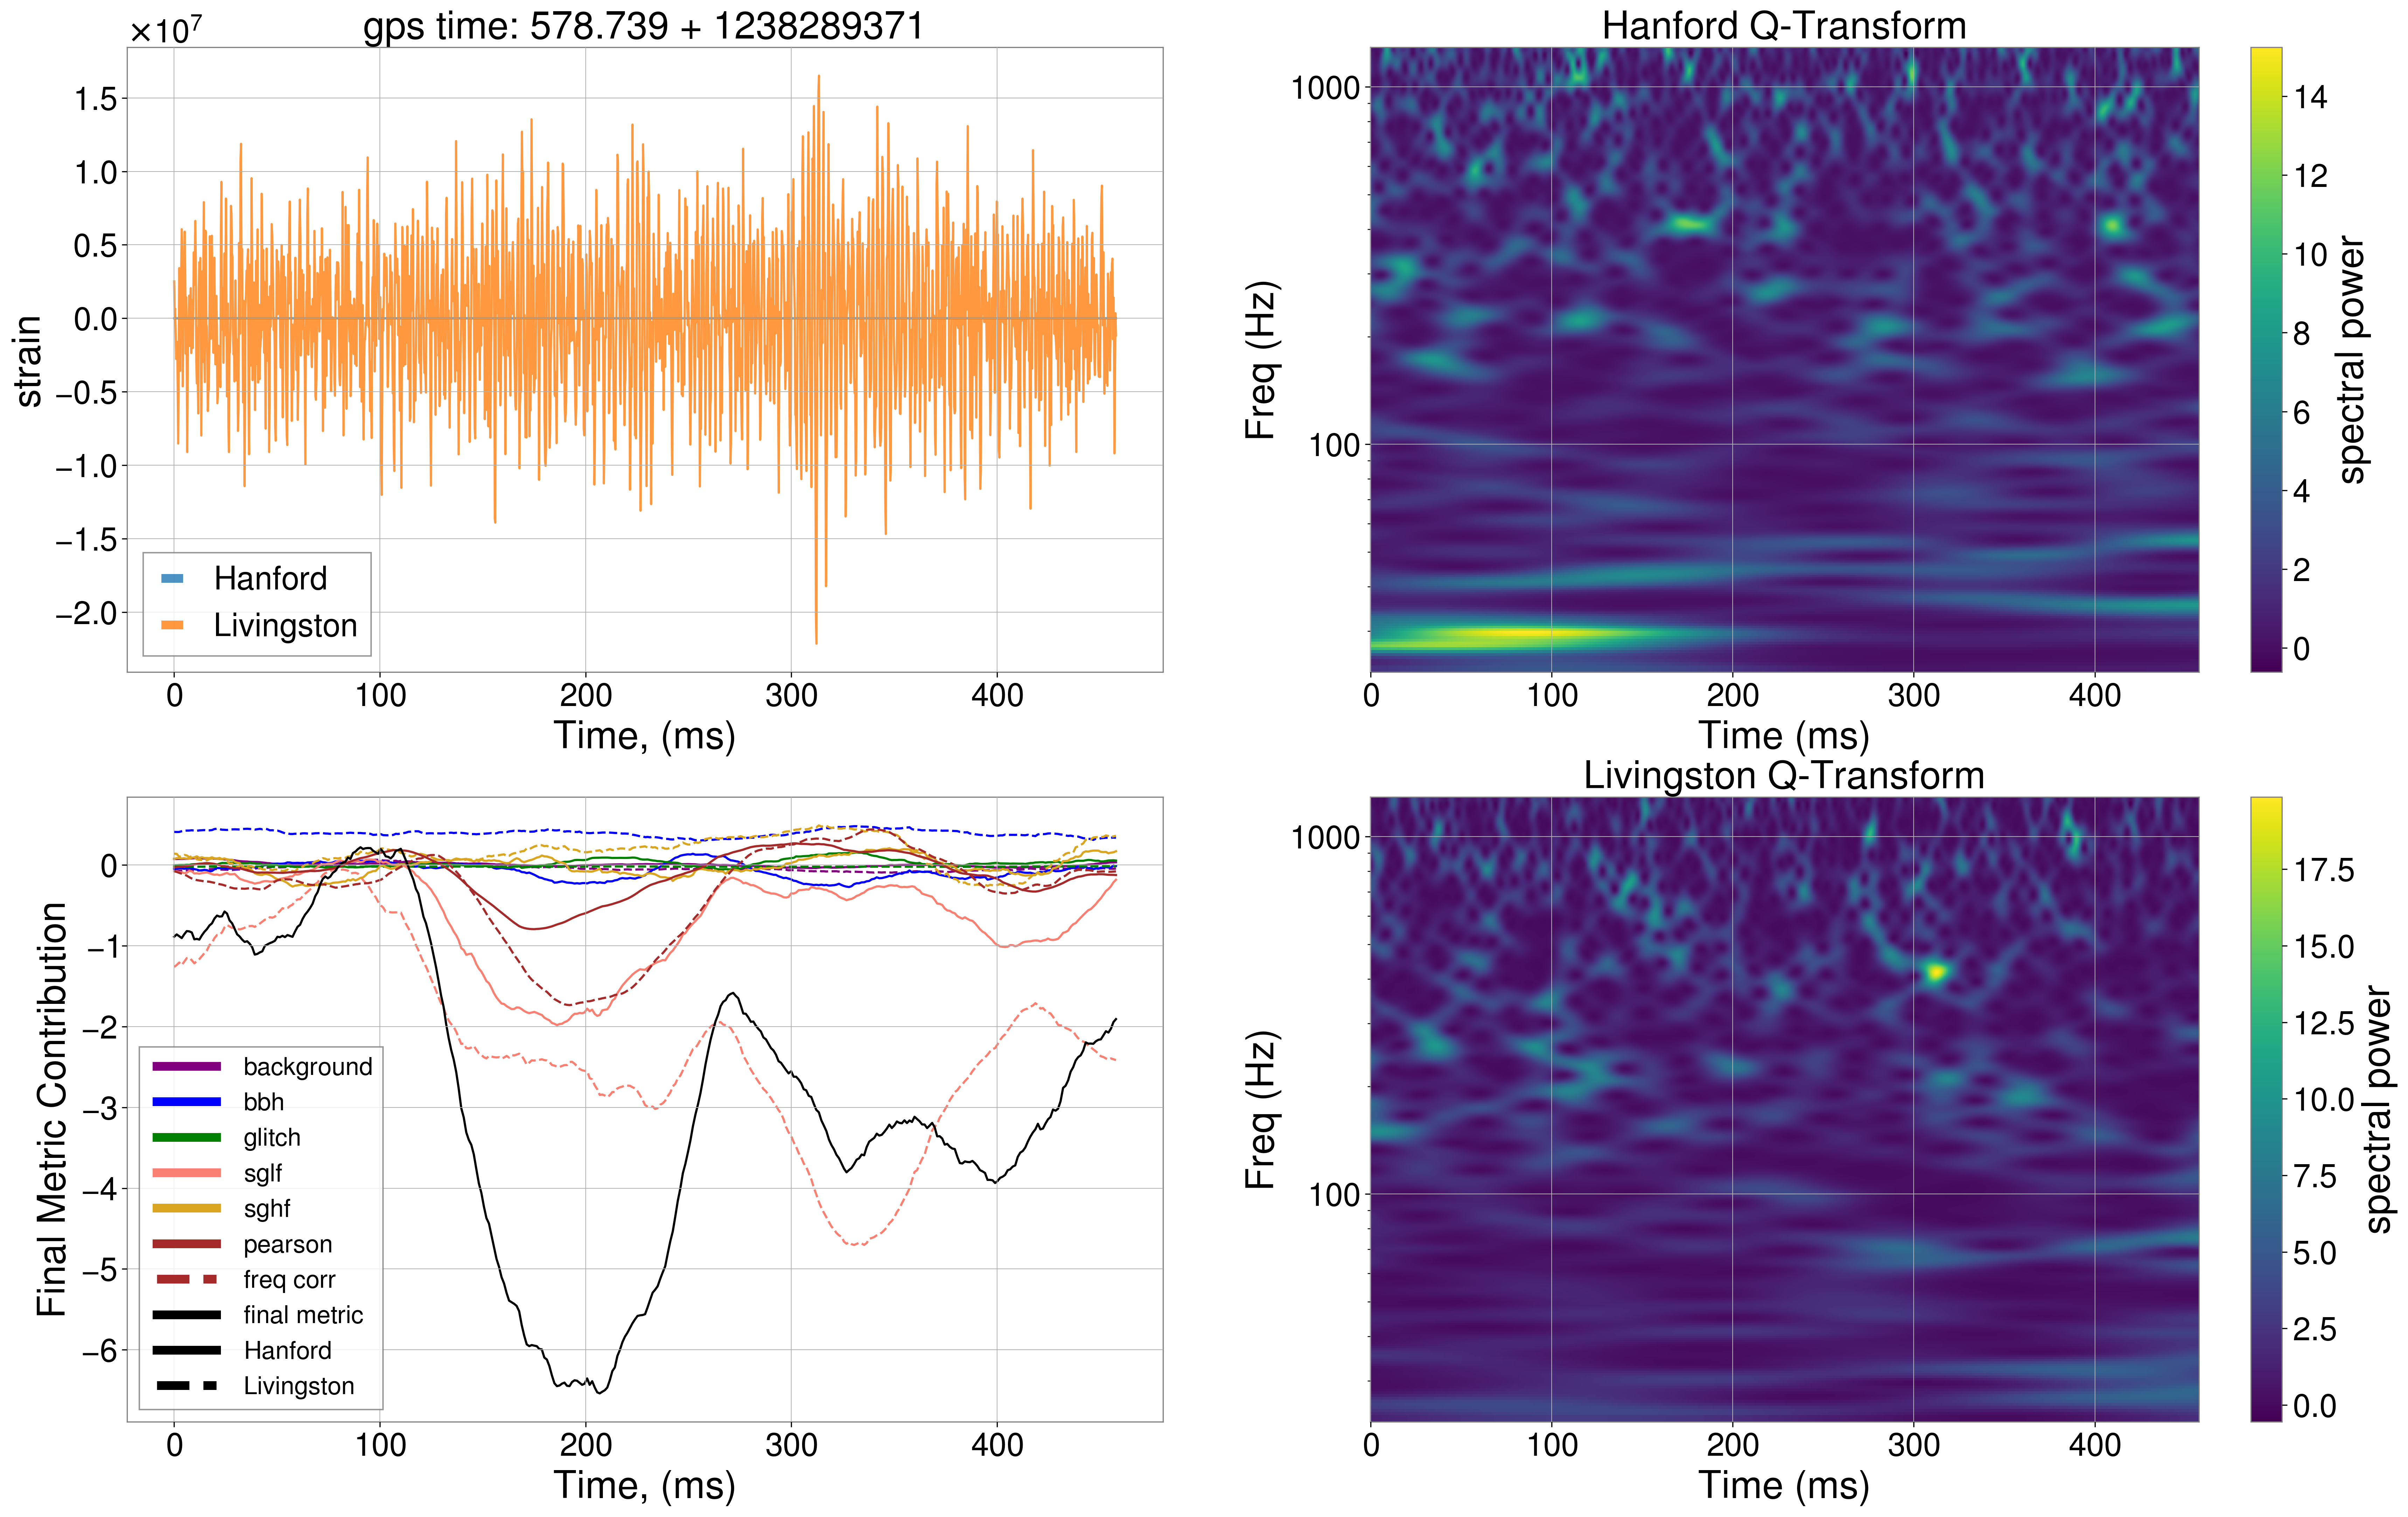 ×10⁷
gps time: 578.739 + 1238289371
1.5
1.0
0.5
0.0
−0.5
−1.0
−1.5
−2.0
strain
Hanford
Livingston
0 100 200 300 400
Time, (ms)
Hanford Q-Transform
1000
100
Freq (Hz)
0 100 200 300 400
Time (ms)
14
12
10
8
6
4
2
0
spectral power
0
−1
−2
−3
−4
−5
−6
Final Metric Contribution
background
bbh
glitch
sglf
sghf
pearson
freq corr
final metric
Hanford
Livingston
0 100 200 300 400
Time, (ms)
Livingston Q-Transform
1000
100
Freq (Hz)
0 100 200 300 400
Time (ms)
17.5
15.0
12.5
10.0
7.5
5.0
2.5
0.0
spectral power